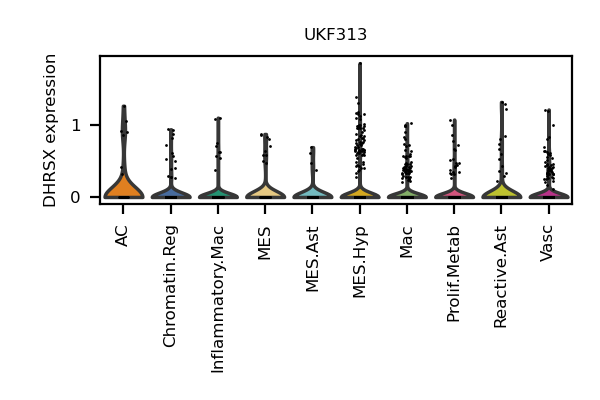 UKF313
DHRSX expression
1
0
AC
Chromatin.Reg
Inflammatory.Mac
MES
MES.Ast
MES.Hyp
Mac
Prolif.Metab
Reactive.Ast
Vasc